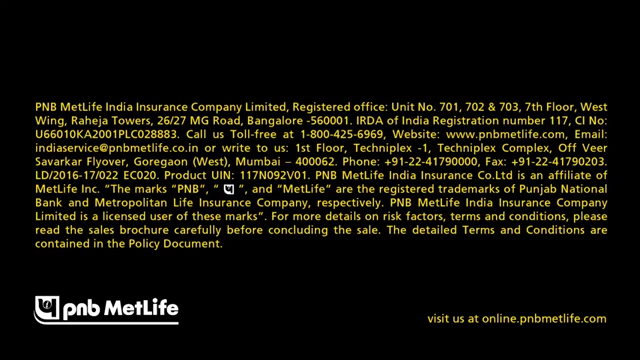 PNB MetLife India Insurance Company Limited, Registered office: Unit No. 701, 702 & 703, 7th Floor, West
Wing, Raheja Towers, 26/27 MG Road, Bangalore -560001. IRDA of India Registration number 117, CI No:
U66010KA2001PLC028883. Call us Toll-free at 1-800-425-6969, Website: www.pnbmetlife.com, Email:
indiaservice@pnbmetlife.co.in or write to us: 1st Floor, Techniplex -1, Techniplex Complex, Off Veer
Savarkar Flyover, Goregaon (West), Mumbai – 400062. Phone: +91-22-41790000, Fax: +91-22-41790203.
LD/2016-17/022 EC020. Product UIN: 117N092V01. PNB MetLife India Insurance Co.Ltd is an affiliate of
MetLife Inc. “The marks “PNB”, “ ”, and “MetLife” are the registered trademarks of Punjab National
Bank and Metropolitan Life Insurance Company, respectively. PNB MetLife India Insurance Company
Limited is a licensed user of these marks”. For more details on risk factors, terms and conditions, please
read the sales brochure carefully before concluding the sale. The detailed Terms and Conditions are
contained in the Policy Document.
pnb MetLife
visit us at online.pnbmetlife.com